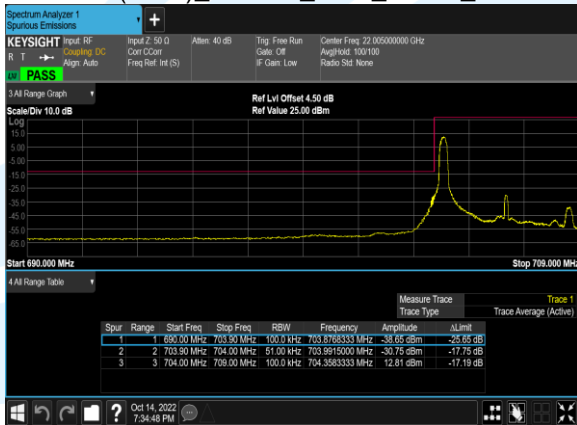 Spectrum Analyzer 1
Spurious Emissions
KEYSIGHT Input: RF Input Z: 50 Ω Atten: 40 dB Trig: Free Run Center Freq: 22.005000000 GHz
R T Coupling: DC Corr CCorr Gate: Off Avg|Hold: 100/100
Align: Auto Freq Ref: Int (S) IF Gain: Low Radio Std: None
PASS
3 All Range Graph
Ref Lvl Offset 4.50 dB
Scale/Div 10.0 dB Ref Value 25.00 dBm
Log
15.0
5.00
-5.00
-15.0
-25.0
-35.0
-45.0
-55.0
-65.0
Start 690.000 MHz Stop 709.000 MHz
4 All Range Table
Measure Trace Trace 1
Trace Type Trace Average (Active)
Spur Range Start Freq Stop Freq RBW Frequency Amplitude ΔLimit
1 1 690.00 MHz 703.90 MHz 100.0 kHz 703.8768333 MHz -38.65 dBm -25.65 dB
2 2 703.90 MHz 704.00 MHz 51.00 kHz 703.9915000 MHz -30.75 dBm -17.75 dB
3 3 704.00 MHz 709.00 MHz 100.0 kHz 704.3583333 MHz 12.81 dBm -17.19 dB
Oct 14, 2022
7:34:48 PM